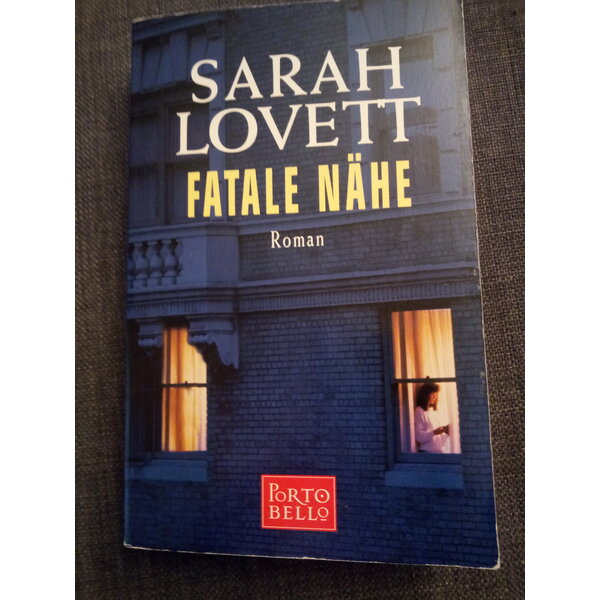 SARAH
LOVETT
FATALE NÄHE
Roman
PORTO
BELLO